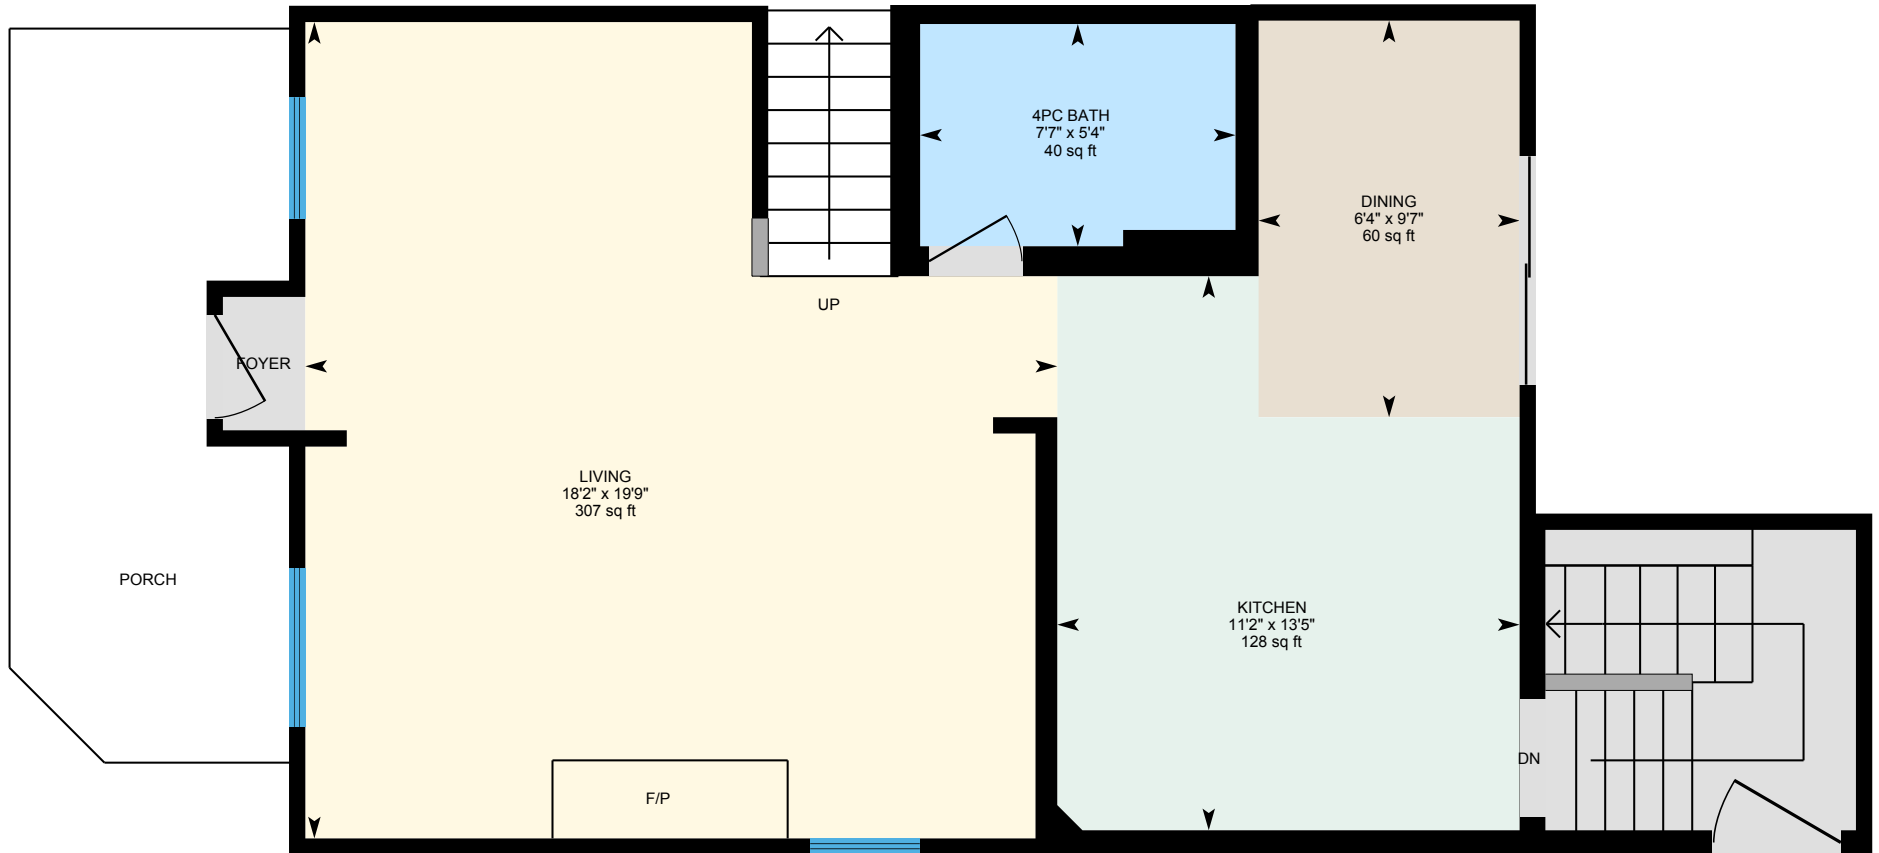 4PC BATH
7'7" x 5'4"
40 sq ft
DINING
6'4" x 9'7"
60 sq ft
UP
FOYER
LIVING
18'2" x 19'9"
307 sq ft
PORCH
KITCHEN
11'2" x 13'5"
128 sq ft
DN
F/P